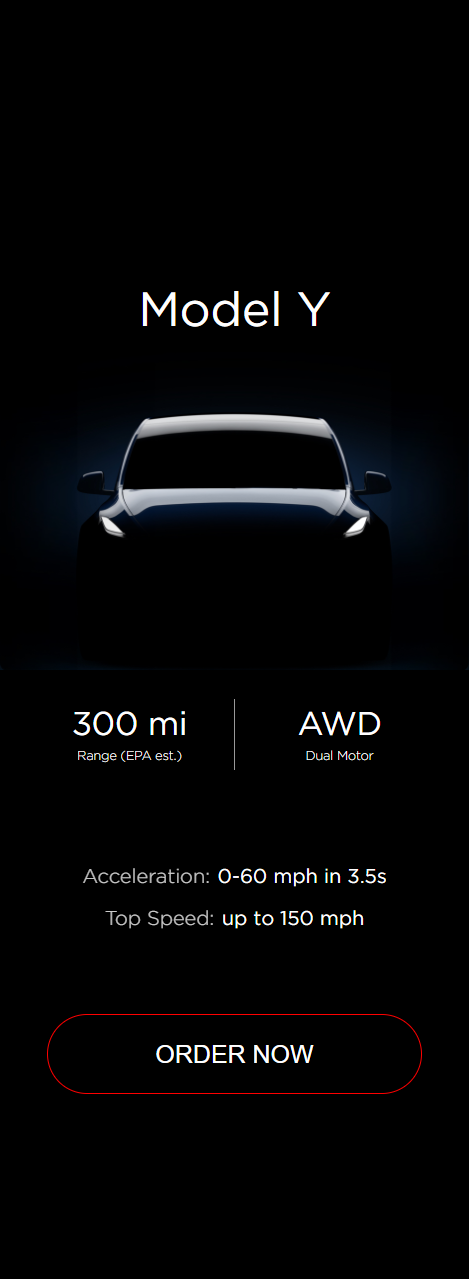 Model Y
300 mi
Range (EPA est.)
AWD
Dual Motor
Acceleration: 0-60 mph in 3.5s
Top Speed: up to 150 mph
ORDER NOW